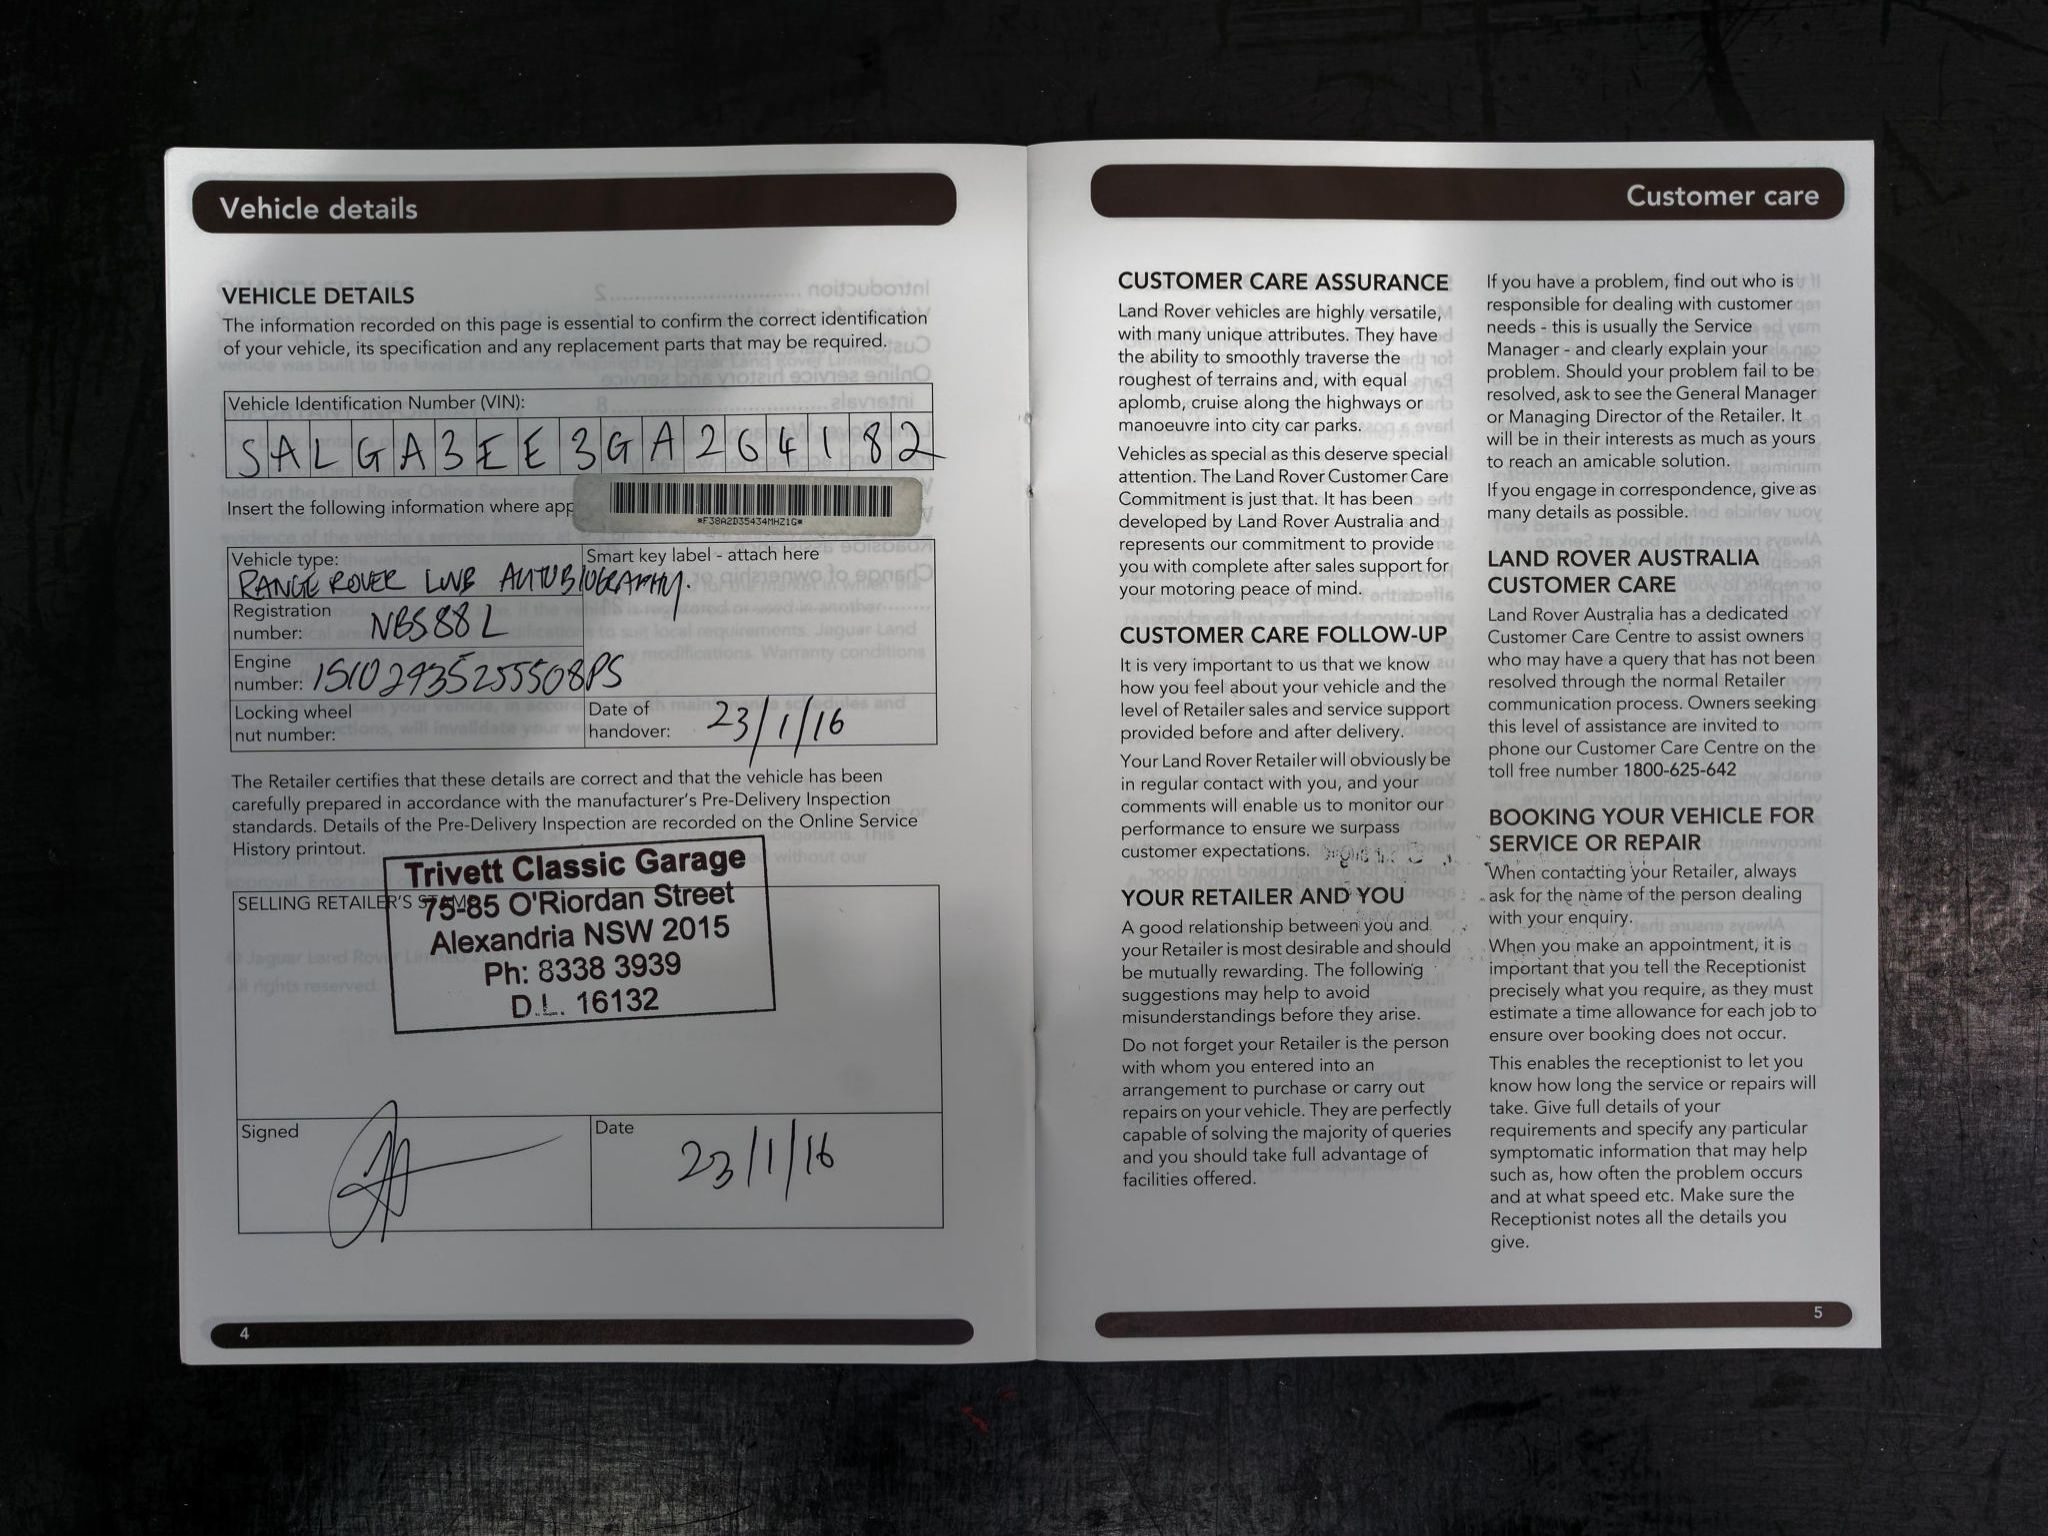 Vehicle details
VEHICLE DETAILS
The information recorded on this page is essential to confirm the correct identification
of your vehicle, its specification and any replacement parts that may be required.
Vehicle Identification Number (VIN):
SALGA3EE3GA264182
Insert the following information where app
*F38A2D35434MHZ1G*
Vehicle type:
RANGE ROVER LWB AUTOBIOGRAPHY.
Smart key label - attach here
Registration
number: NBS88L
Engine
number: 15102935255508PS
Locking wheel
nut number:
Date of
handover: 23/1/16
The Retailer certifies that these details are correct and that the vehicle has been
carefully prepared in accordance with the manufacturer's Pre-Delivery Inspection
standards. Details of the Pre-Delivery Inspection are recorded on the Online Service
History printout.
SELLING RETAILER'S STAMP
Trivett Classic Garage
75-85 O'Riordan Street
Alexandria NSW 2015
Ph: 8338 3939
D.L. 16132
Signed
Date
23/1/16
4
Customer care
CUSTOMER CARE ASSURANCE
Land Rover vehicles are highly versatile,
with many unique attributes. They have
the ability to smoothly traverse the
roughest of terrains and, with equal
aplomb, cruise along the highways or
manoeuvre into city car parks.
Vehicles as special as this deserve special
attention. The Land Rover Customer Care
Commitment is just that. It has been
developed by Land Rover Australia and
represents our commitment to provide
you with complete after sales support for
your motoring peace of mind.
CUSTOMER CARE FOLLOW-UP
It is very important to us that we know
how you feel about your vehicle and the
level of Retailer sales and service support
provided before and after delivery.
Your Land Rover Retailer will obviously be
in regular contact with you, and your
comments will enable us to monitor our
performance to ensure we surpass
customer expectations.
YOUR RETAILER AND YOU
A good relationship between you and
your Retailer is most desirable and should
be mutually rewarding. The following
suggestions may help to avoid
misunderstandings before they arise.
Do not forget your Retailer is the person
with whom you entered into an
arrangement to purchase or carry out
repairs on your vehicle. They are perfectly
capable of solving the majority of queries
and you should take full advantage of
facilities offered.
If you have a problem, find out who is
responsible for dealing with customer
needs - this is usually the Service
Manager - and clearly explain your
problem. Should your problem fail to be
resolved, ask to see the General Manager
or Managing Director of the Retailer. It
will be in their interests as much as yours
to reach an amicable solution.
If you engage in correspondence, give as
many details as possible.
LAND ROVER AUSTRALIA
CUSTOMER CARE
Land Rover Australia has a dedicated
Customer Care Centre to assist owners
who may have a query that has not been
resolved through the normal Retailer
communication process. Owners seeking
this level of assistance are invited to
phone our Customer Care Centre on the
toll free number 1800-625-642
BOOKING YOUR VEHICLE FOR
SERVICE OR REPAIR
When contacting your Retailer, always
ask for the name of the person dealing
with your enquiry.
When you make an appointment, it is
important that you tell the Receptionist
precisely what you require, as they must
estimate a time allowance for each job to
ensure over booking does not occur.
This enables the receptionist to let you
know how long the service or repairs will
take. Give full details of your
requirements and specify any particular
symptomatic information that may help
such as, how often the problem occurs
and at what speed etc. Make sure the
Receptionist notes all the details you
give.
5